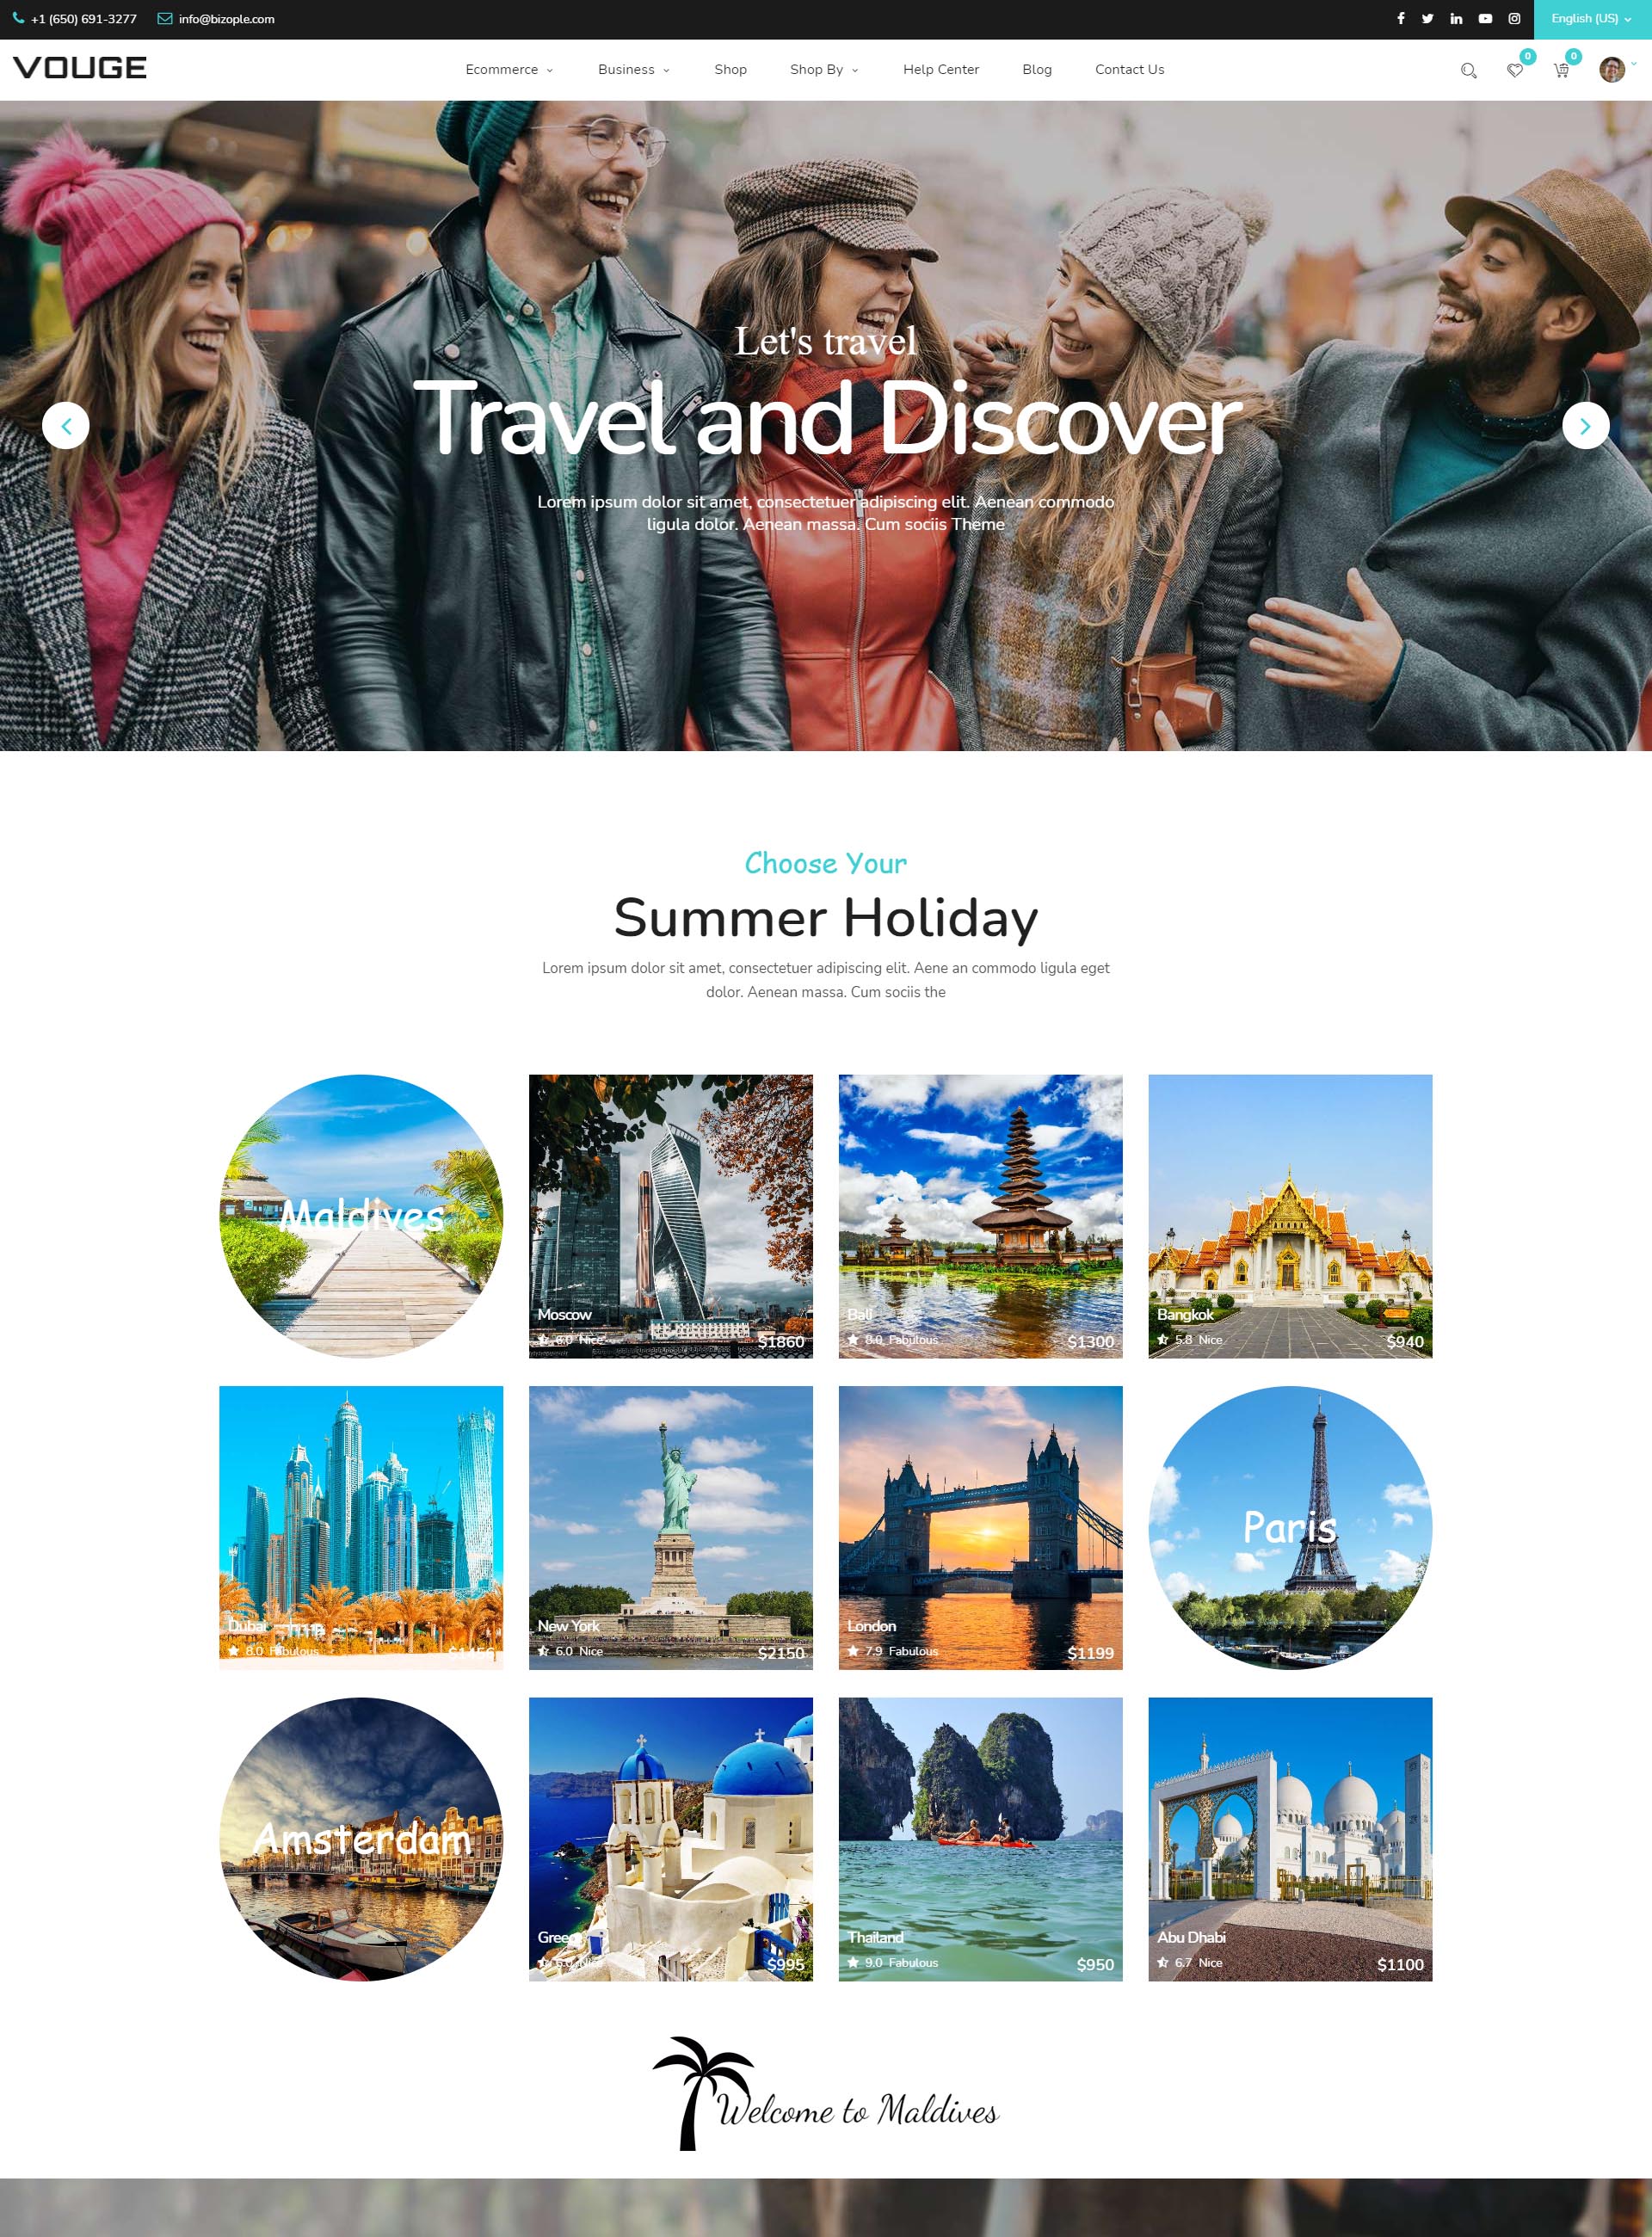 +1 (650) 691-3277 info@bizople.com English (US)
VOUGE Ecommerce Business Shop Shop By Help Center Blog Contact Us 0 0
Let's travel
Travel and Discover
Lorem ipsum dolor sit amet, consectetuer adipiscing elit. Aenean commodo
ligula dolor. Aenean massa. Cum sociis Theme
Choose Your
Summer Holiday
Lorem ipsum dolor sit amet, consectetuer adipiscing elit. Aene an commodo ligula eget
dolor. Aenean massa. Cum sociis the
Maldives
Moscow
6.0 Nice
$1860
Bali
8.0 Fabulous
$1300
Bangkok
5.8 Nice
$940
Dubai
8.0 Fabulous
New York
6.0 Nice
$2150
London
7.9 Fabulous
$1199
Paris
Amsterdam
Greece
Nice
$995
Thailand
9.0 Fabulous
$950
Abu Dhabi
6.7 Nice
$1100
Welcome to Maldives